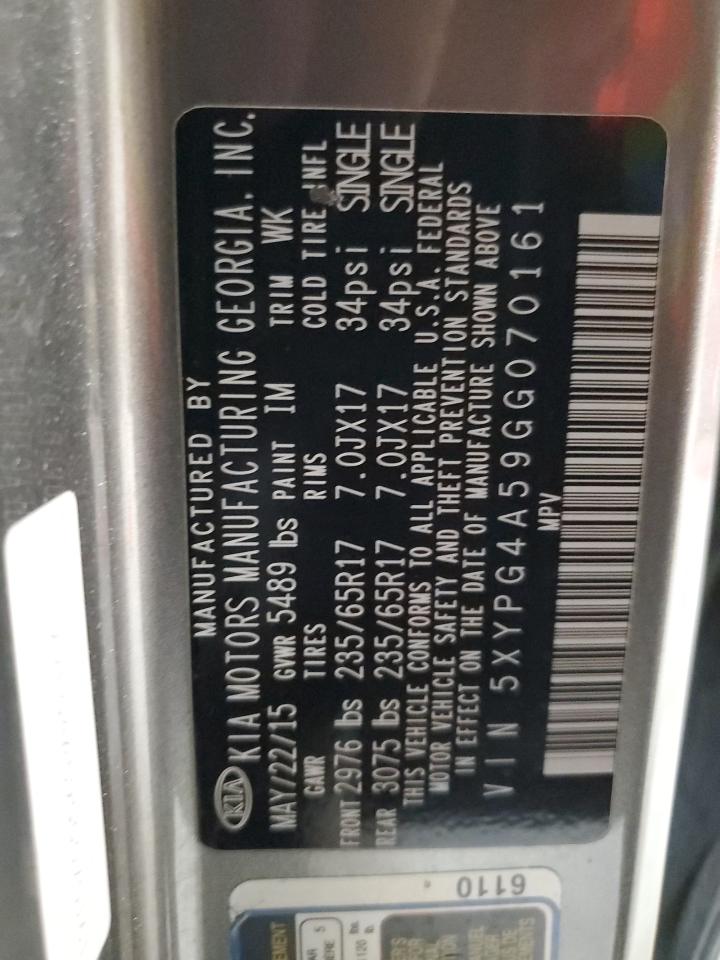 MANUFACTURED BY
KIA KIA MOTORS MANUFACTURING GEORGIA, INC.
MAY/22/15 GVWR 5489 lbs PAINT IM TRIM WK
GAWR TIRES RIMS COLD TIRE INFL
FRONT 2976 lbs 235/65R17 7.0JX17 34psi SINGLE
REAR 3075 lbs 235/65R17 7.0JX17 34psi SINGLE
THIS VEHICLE CONFORMS TO ALL APPLICABLE U.S.A. FEDERAL
MOTOR VEHICLE SAFETY AND THEFT PREVENTION STANDARDS
IN EFFECT ON THE DATE OF MANUFACTURE SHOWN ABOVE
VIN 5XYPG4A59GG070161
MPV
6110